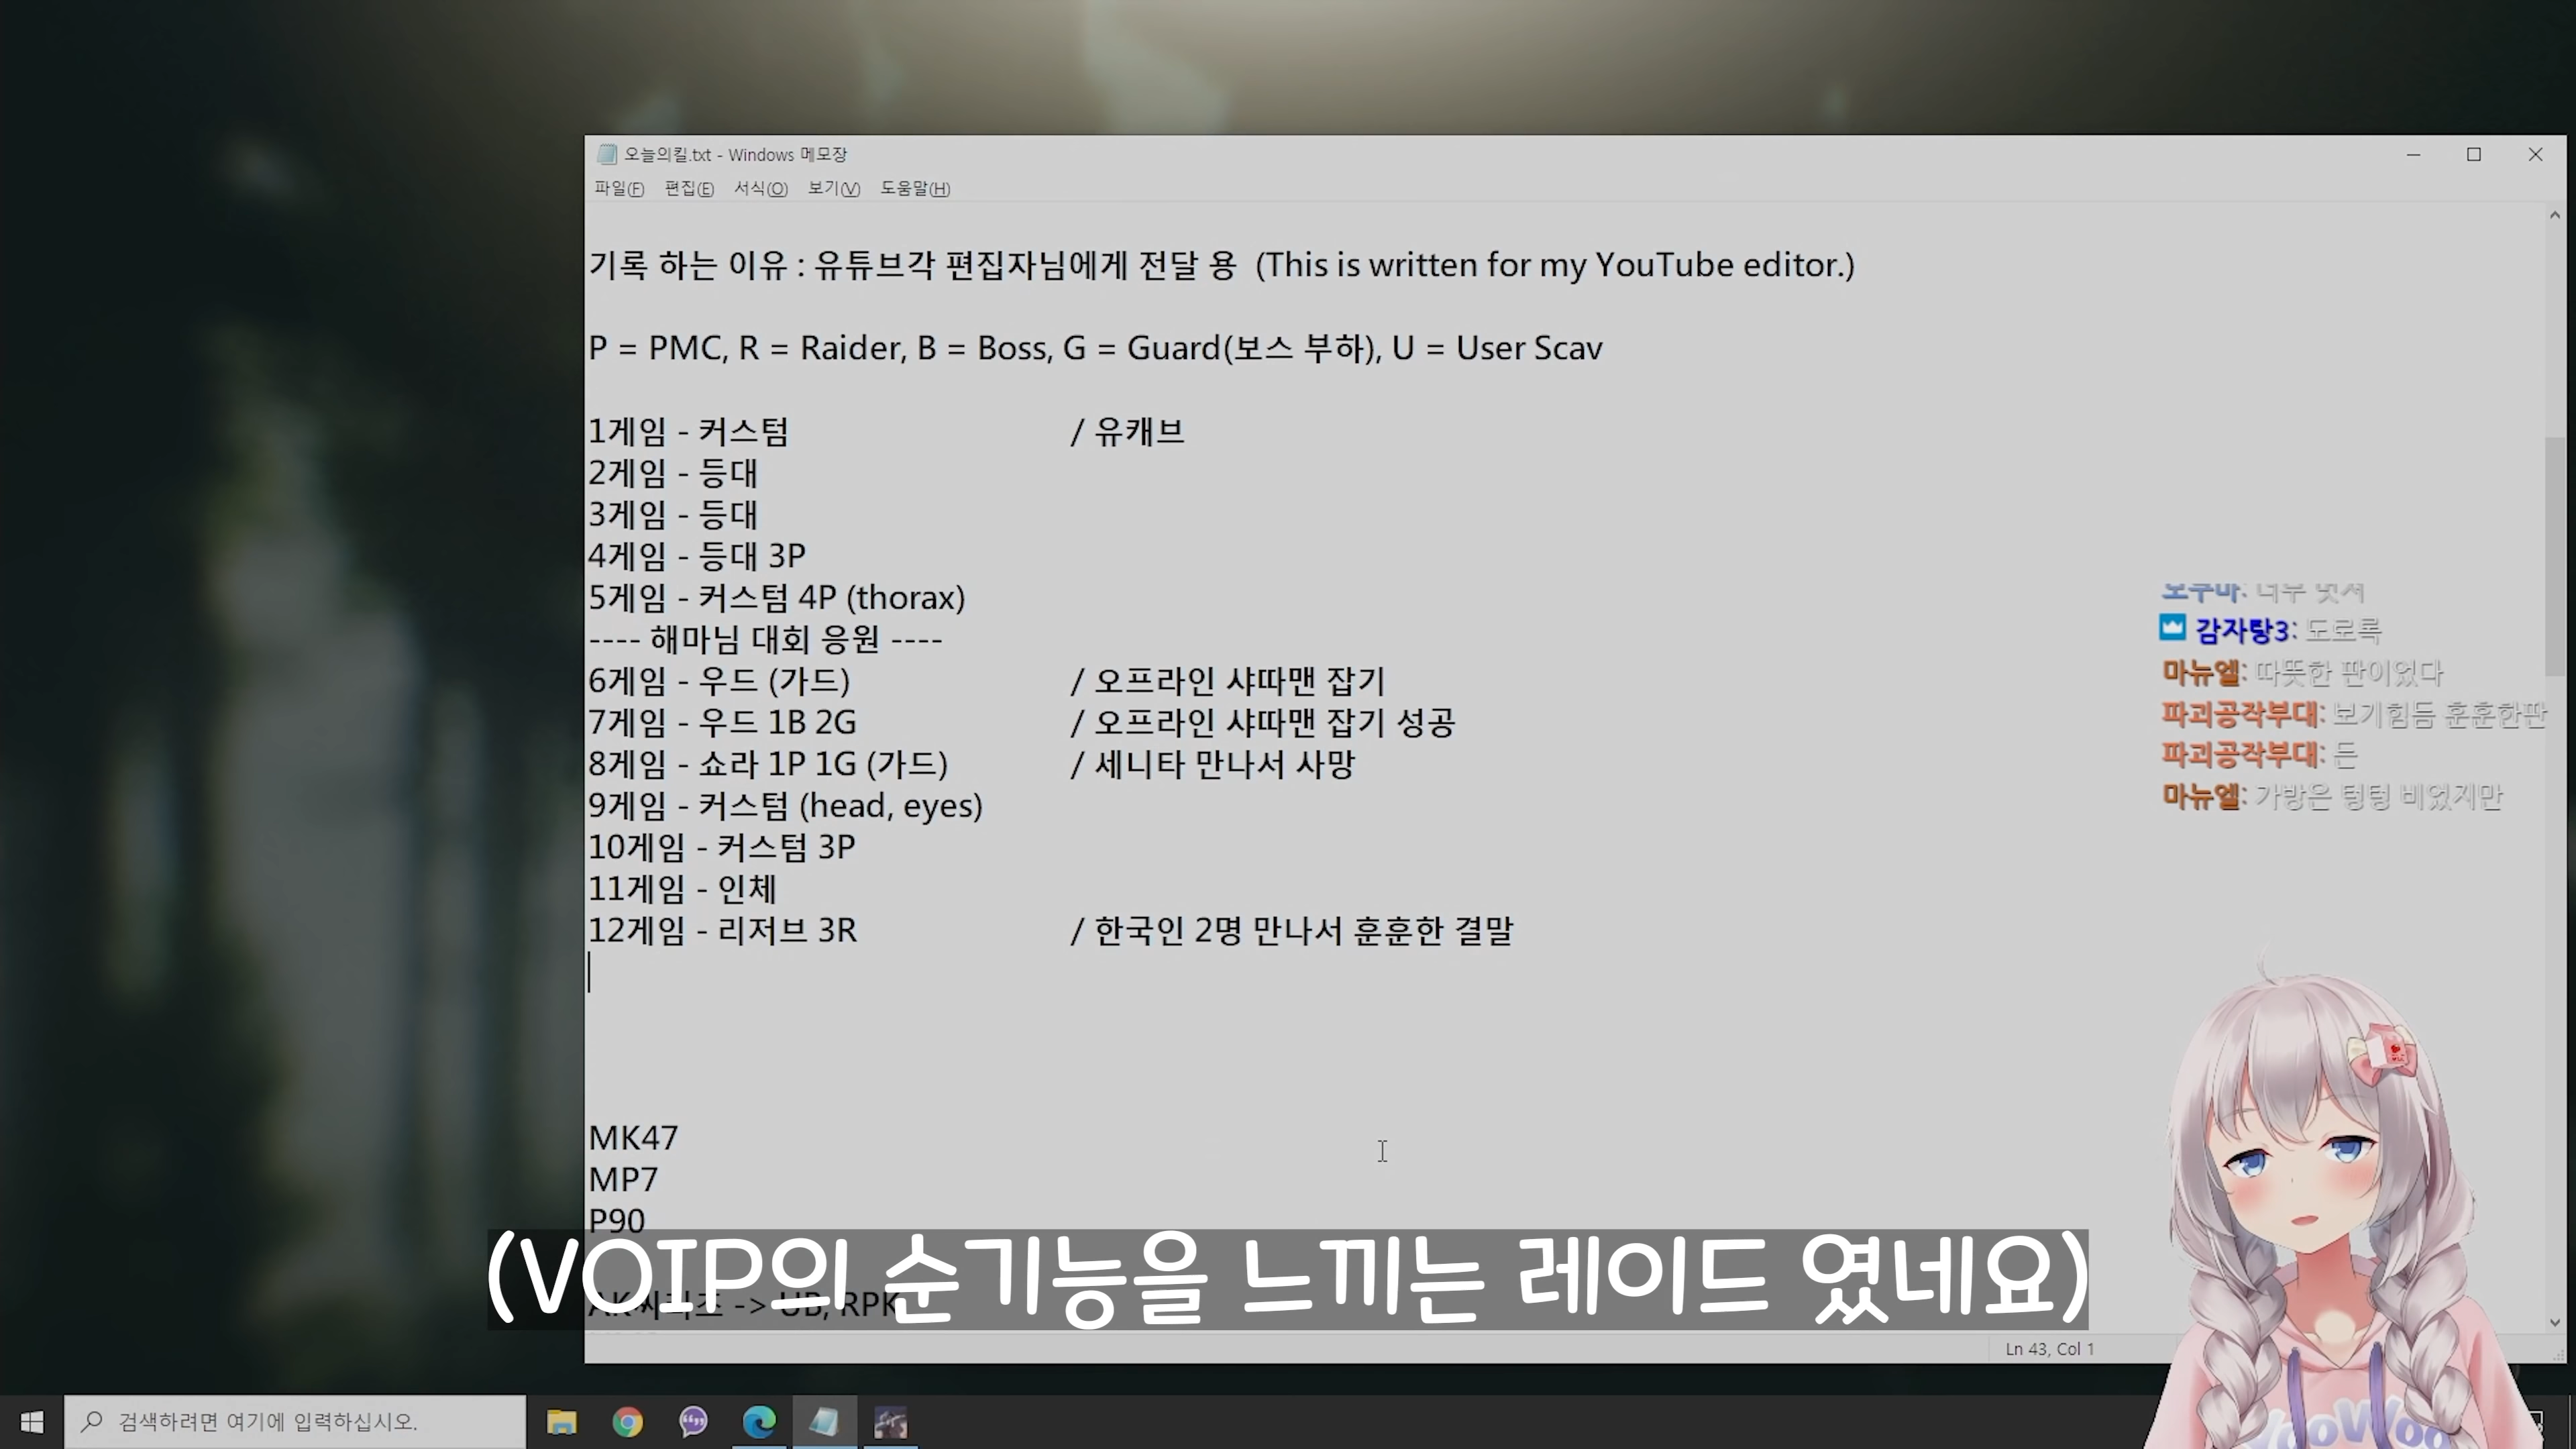 오늘의킬.txt - Windows 메모장
파일(F) 편집(E) 서식(O) 보기(V) 도움말(H)
기록 하는 이유 : 유튜브각 편집자님에게 전달 용 (This is written for my YouTube editor.)
P = PMC, R = Raider, B = Boss, G = Guard(보스 부하), U = User Scav
1게임 - 커스텀 / 유캐브
2게임 - 등대
3게임 - 등대
4게임 - 등대 3P
5게임 - 커스텀 4P (thorax)
---- 해마님 대회 응원 ----
6게임 - 우드 (가드) / 오프라인 샤따맨 잡기
7게임 - 우드 1B 2G / 오프라인 샤따맨 잡기 성공
8게임 - 쇼라 1P 1G (가드) / 세니타 만나서 사망
9게임 - 커스텀 (head, eyes)
10게임 - 커스텀 3P
11게임 - 인체
12게임 - 리저브 3R / 한국인 2명 만나서 훈훈한 결말
MK47
MP7
P90
-> UB, RPK
감자탕3: 도로록
마뉴엘: 따뜻한 판이었다
파괴공작부대: 보기힘듬 훈훈한판
파괴공작부대: 든
마뉴엘: 가방은 텅텅 비었지만
(VOIP의 순기능을 느끼는 레이드 였네요)
Ln 43, Col 1
검색하려면 여기에 입력하십시오.